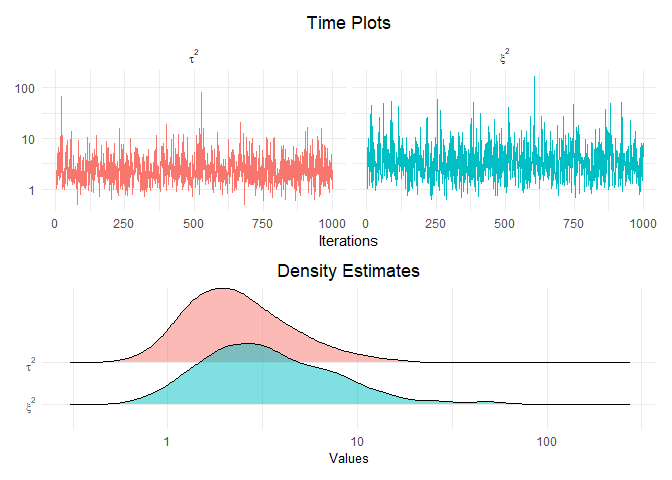 Time Plots
τ² ξ²
100
10
1
0 250 500 750 1000 0 250 500 750 1000
Iterations
Density Estimates
τ²
ξ²
1 10 100
Values